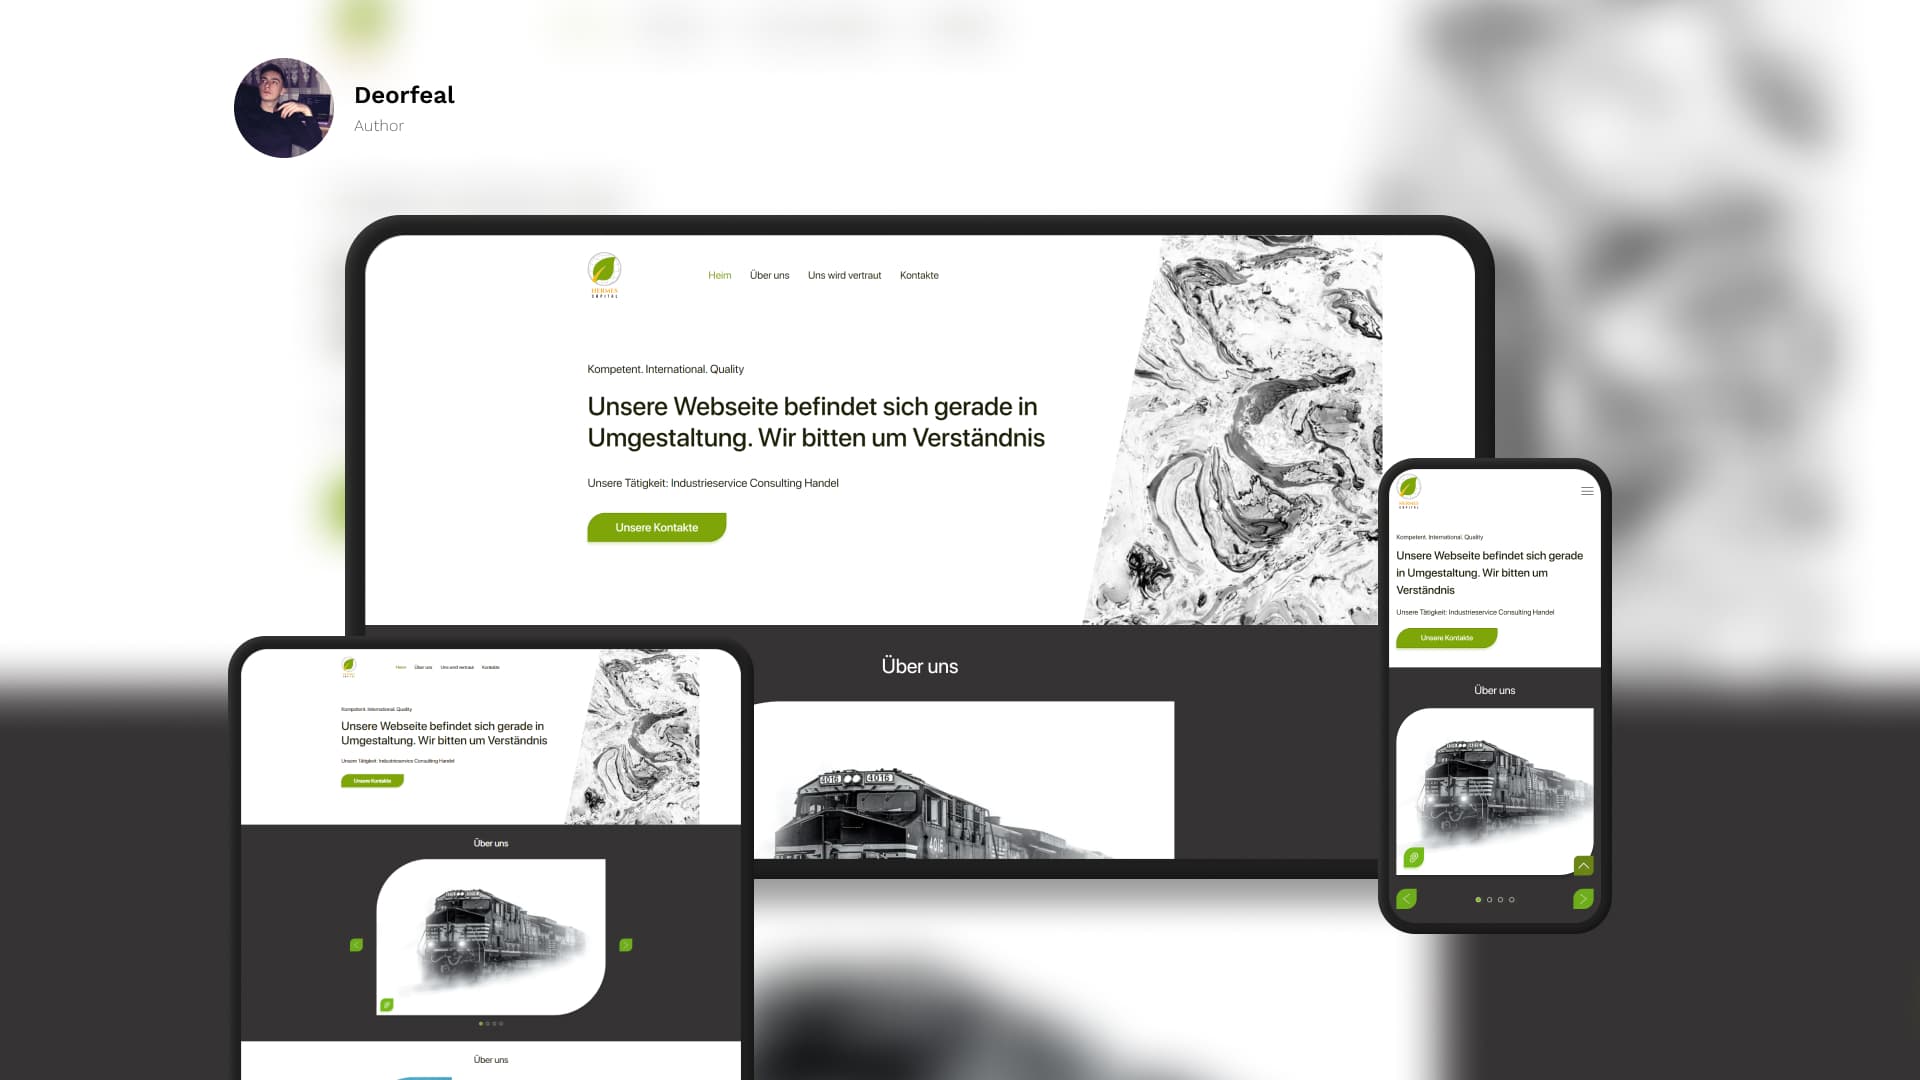 Deorfeal
Author
HERMES
CAPITAL
Heim Über uns Uns wird vertraut Kontakte
Kompetent. International. Quality
Unsere Webseite befindet sich gerade in
Umgestaltung. Wir bitten um Verständnis
Unsere Tätigkeit: Industrieservice Consulting Handel
Unsere Kontakte
Über uns
4016 4016
4016
HERMES
CAPITAL
Kompetent. International. Quality
Unsere Webseite befindet sich gerade
in Umgestaltung. Wir bitten um
Verständnis
Unsere Tätigkeit: Industrieservice Consulting Handel
Unsere Kontakte
Über uns
Heim Über uns Uns wird vertraut Kontakte
Kompetent. International. Quality
Unsere Webseite befindet sich gerade in
Umgestaltung. Wir bitten um Verständnis
Unsere Tätigkeit: Industrieservice Consulting Handel
Unsere Kontakte
Über uns
Über uns